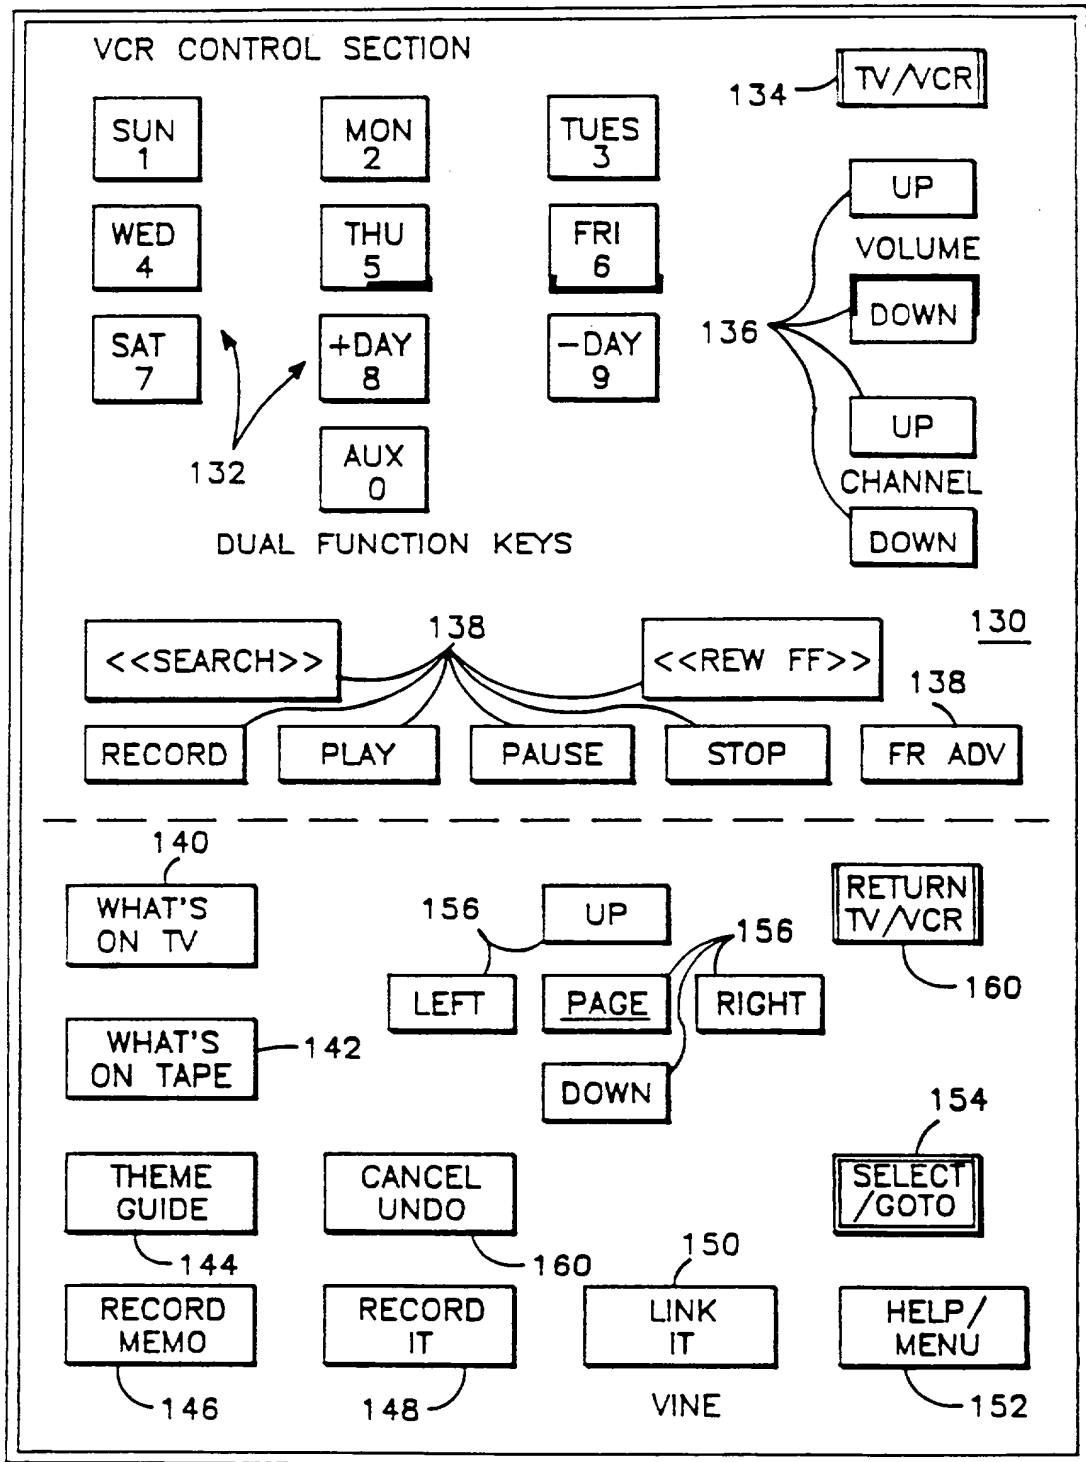 VCR CONTROL SECTION
134
TV/VCR
SUN
1
MON
2
TUES
3
UP
VOLUME
DOWN
WED
4
THU
5
FRI
6
136
SAT
7
+DAY
8
-DAY
9
UP
CHANNEL
DOWN
132
AUX
0
DUAL FUNCTION KEYS
130
<<SEARCH>>
138
<<REW FF>>
138
RECORD
PLAY
PAUSE
STOP
FR ADV
140
WHAT'S
ON TV
156
UP
156
RETURN
TV/VCR
160
LEFT
PAGE
RIGHT
WHAT'S
ON TAPE
142
DOWN
154
THEME
GUIDE
144
CANCEL
UNDO
160
SELECT
/GOTO
150
RECORD
MEMO
146
RECORD
IT
148
LINK
IT
VINE
HELP/
MENU
152